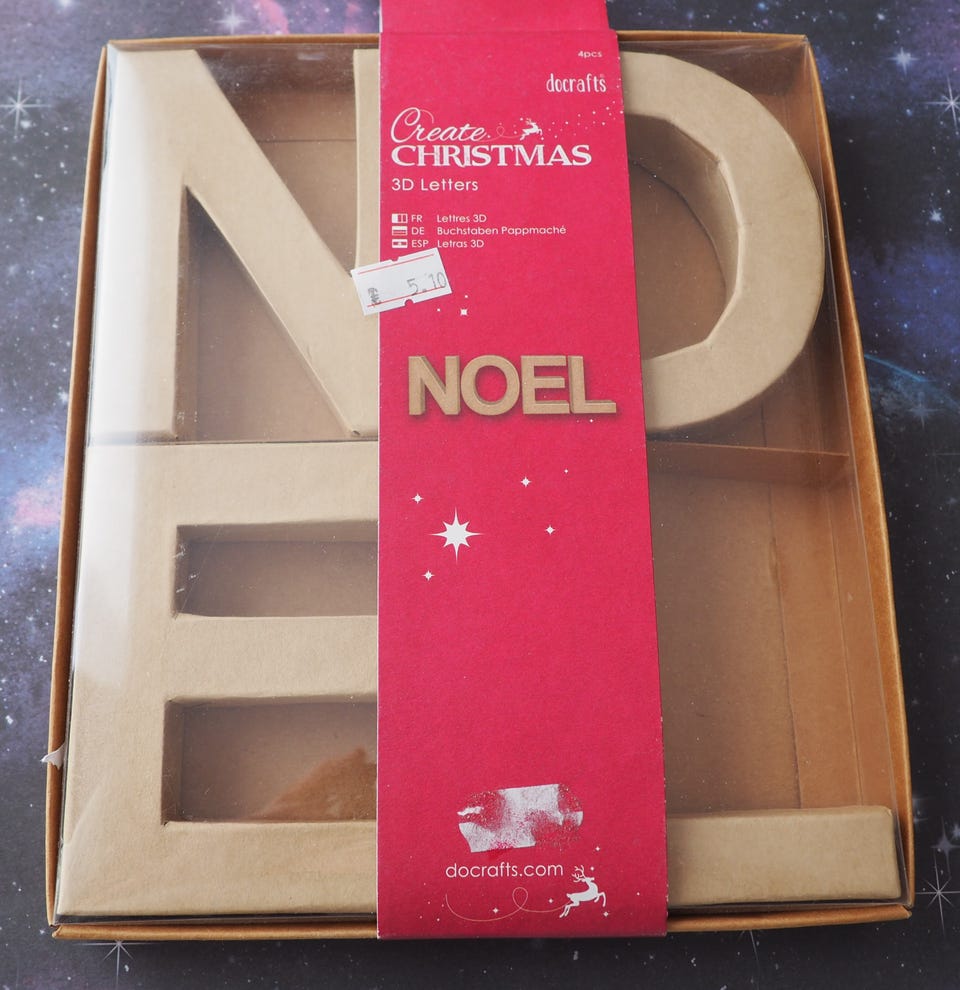 4pcs
docrafts
Create
CHRISTMAS
3D Letters
FR Lettres 3D
DE Buchstaben Pappmaché
ESP Letras 3D
5.10
NOEL
N O
E L
docrafts.com